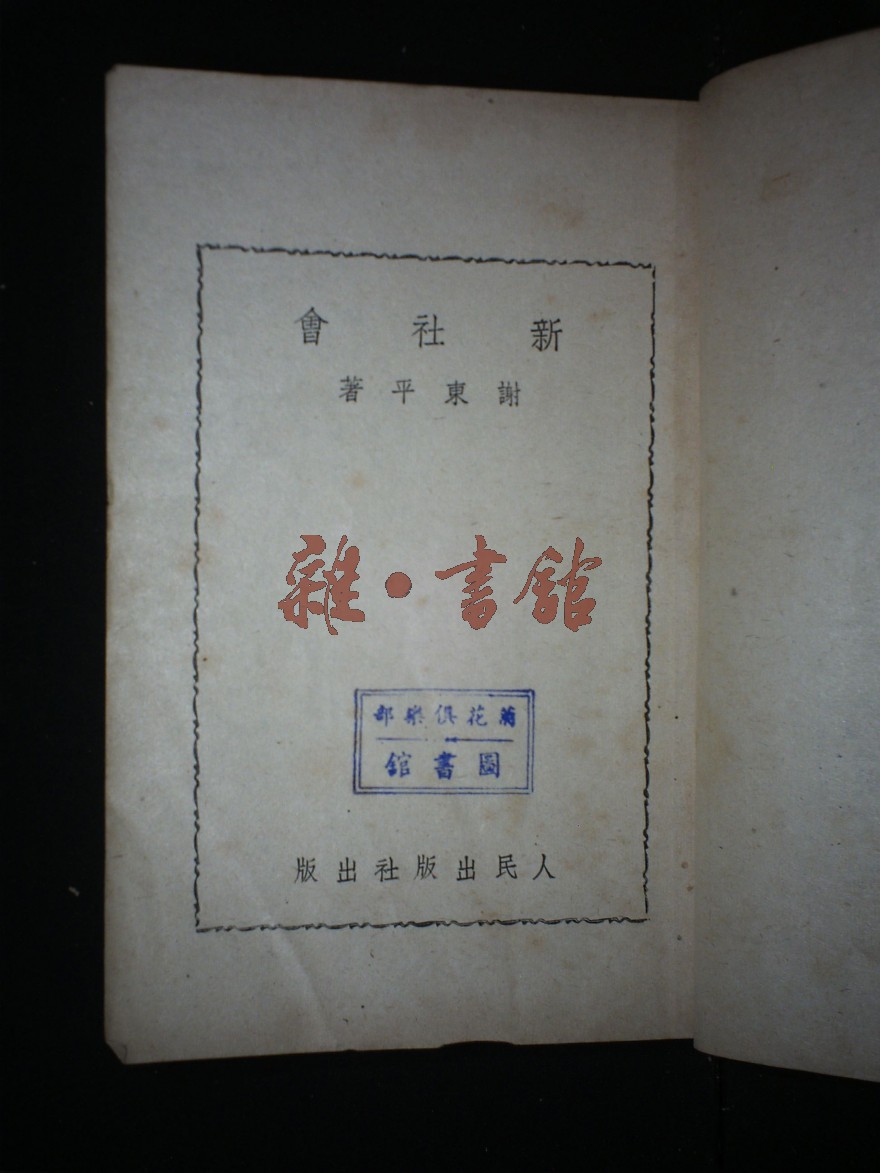 新社會
謝東平著
雜·書館
菊花俱樂部
圖書館
人民出版社出版